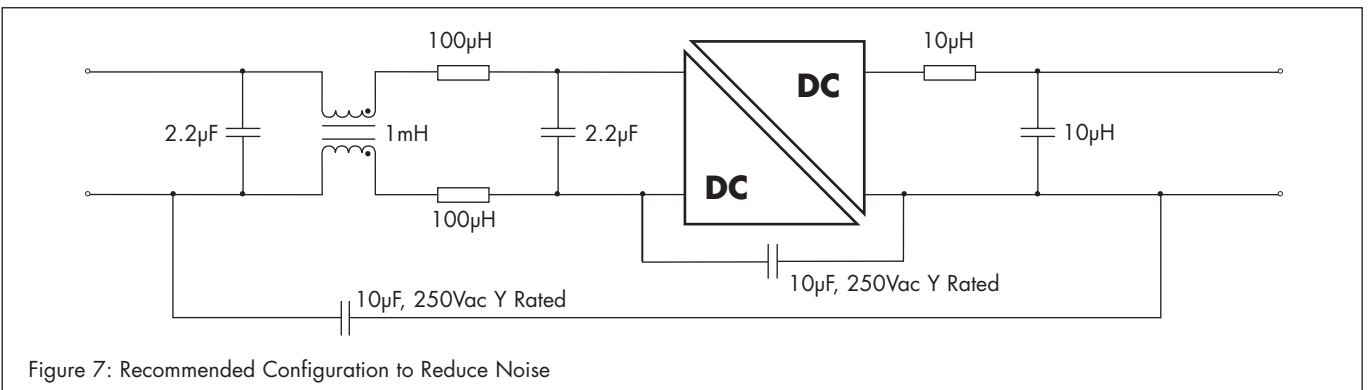 100µH
10µH
DC
2.2µF
1mH
2.2µF
10µH
DC
100µH
10µF, 250Vac Y Rated
10µF, 250Vac Y Rated
Figure 7: Recommended Configuration to Reduce Noise